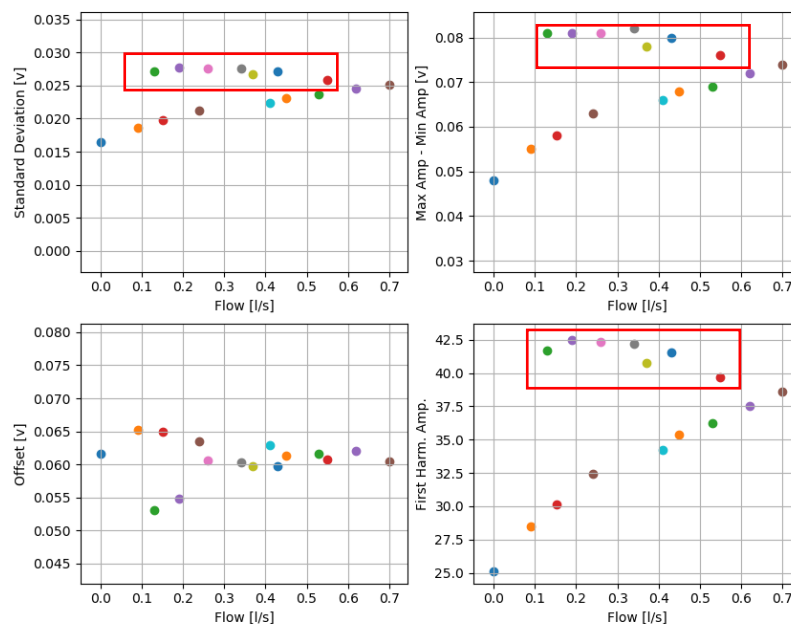 0.035
0.030
0.025
0.020
0.015
0.010
0.005
0.000
Standard Deviation [v]
0.0 0.1 0.2 0.3 0.4 0.5 0.6 0.7
Flow [l/s]
0.08
0.07
0.06
0.05
0.04
0.03
Max Amp - Min Amp [v]
0.0 0.1 0.2 0.3 0.4 0.5 0.6 0.7
Flow [l/s]
0.080
0.075
0.070
0.065
0.060
0.055
0.050
0.045
Offset [v]
0.0 0.1 0.2 0.3 0.4 0.5 0.6 0.7
Flow [l/s]
42.5
40.0
37.5
35.0
32.5
30.0
27.5
25.0
First Harm. Amp.
0.0 0.1 0.2 0.3 0.4 0.5 0.6 0.7
Flow [l/s]